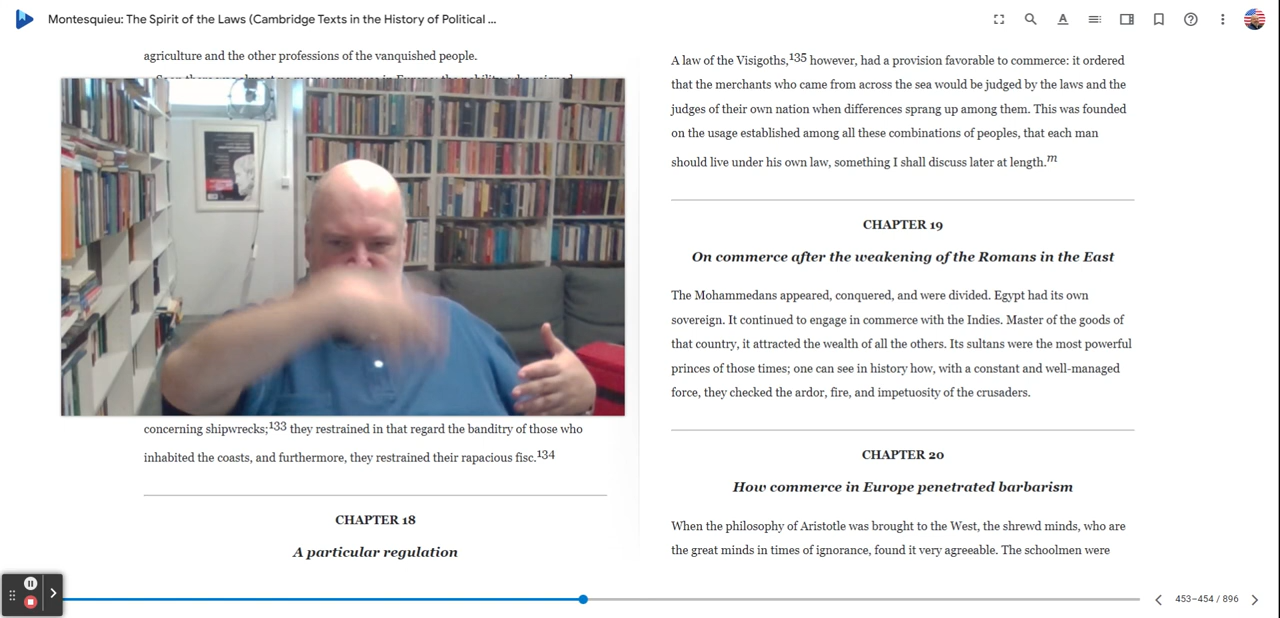 Montesquieu: The Spirit of the Laws (Cambridge Texts in the History of Political ...
agriculture and the other professions of the vanquished people.
concerning shipwrecks;133 they restrained in that regard the banditry of those who
inhabited the coasts, and furthermore, they restrained their rapacious fisc.134
CHAPTER 18
A particular regulation
A law of the Visigoths,135 however, had a provision favorable to commerce: it ordered
that the merchants who came from across the sea would be judged by the laws and the
judges of their own nation when differences sprang up among them. This was founded
on the usage established among all these combinations of peoples, that each man
should live under his own law, something I shall discuss later at length.m
CHAPTER 19
On commerce after the weakening of the Romans in the East
The Mohammedans appeared, conquered, and were divided. Egypt had its own
sovereign. It continued to engage in commerce with the Indies. Master of the goods of
that country, it attracted the wealth of all the others. Its sultans were the most powerful
princes of those times; one can see in history how, with a constant and well-managed
force, they checked the ardor, fire, and impetuosity of the crusaders.
CHAPTER 20
How commerce in Europe penetrated barbarism
When the philosophy of Aristotle was brought to the West, the shrewd minds, who are
the great minds in times of ignorance, found it very agreeable. The schoolmen were
453–454 / 896